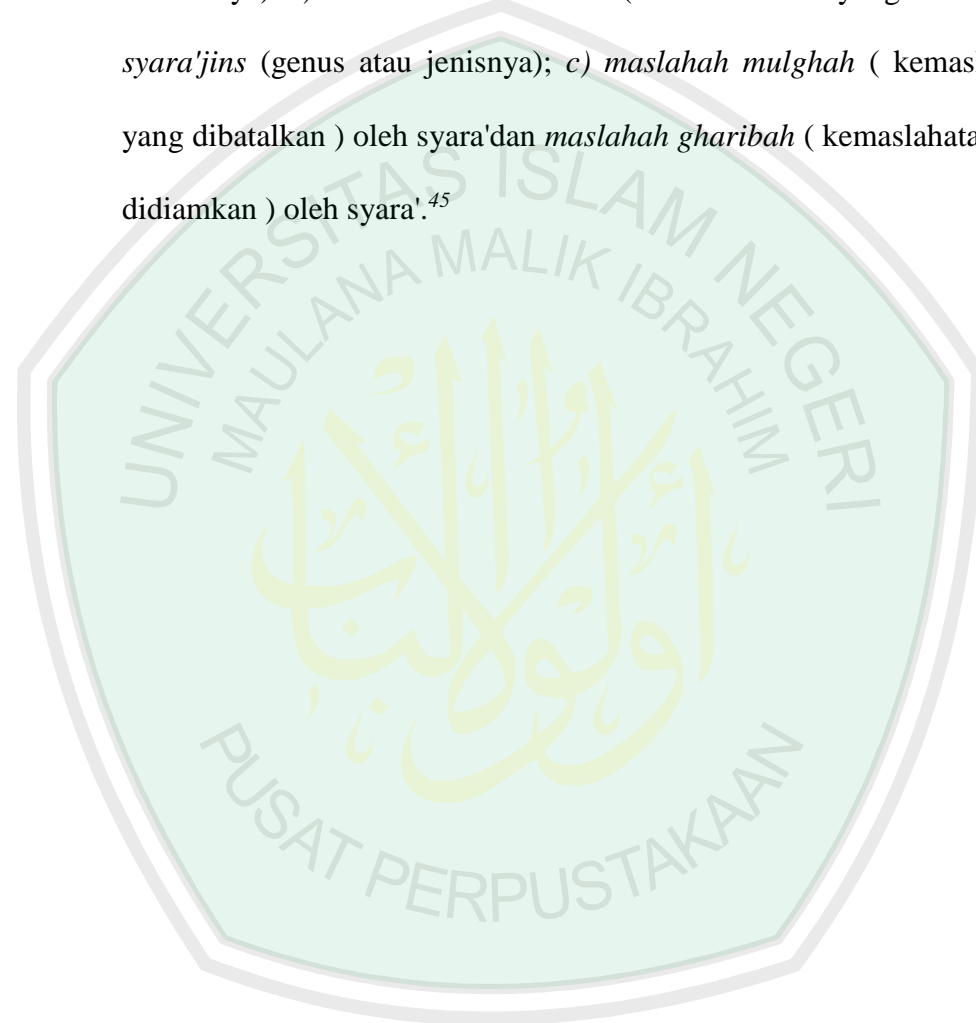 syara'jins (genus atau jenisnya); c) maslahah mulghah ( kemas
yang dibatalkan ) oleh syara'dan maslahah gharibah ( kemaslahata
didiamkan ) oleh syara'.45
UNIVERSITAS ISLAM NEGERI
MAULANA MALIK IBRAHIM
PUSAT PERPUSTAKAAN